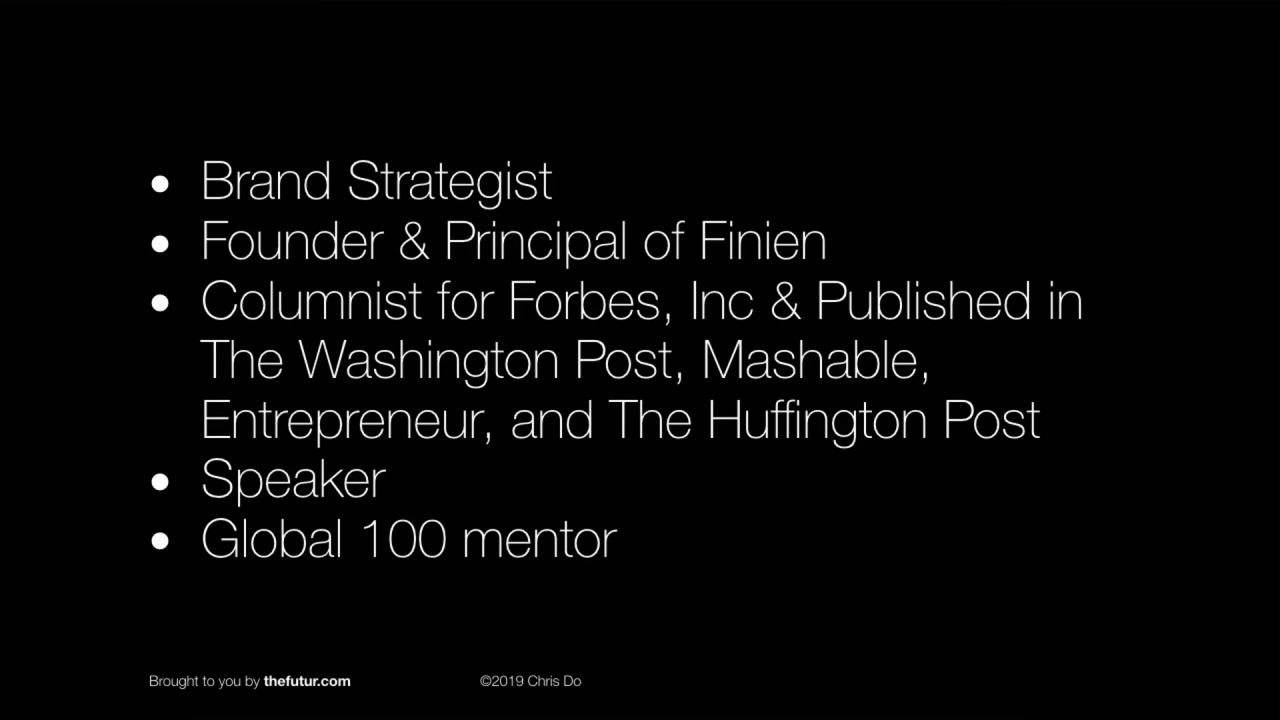 • Brand Strategist
• Founder & Principal of Finien
• Columnist for Forbes, Inc & Published in
The Washington Post, Mashable,
Entrepreneur, and The Huffington Post
• Speaker
• Global 100 mentor
Brought to you by thefutur.com ©2019 Chris Do